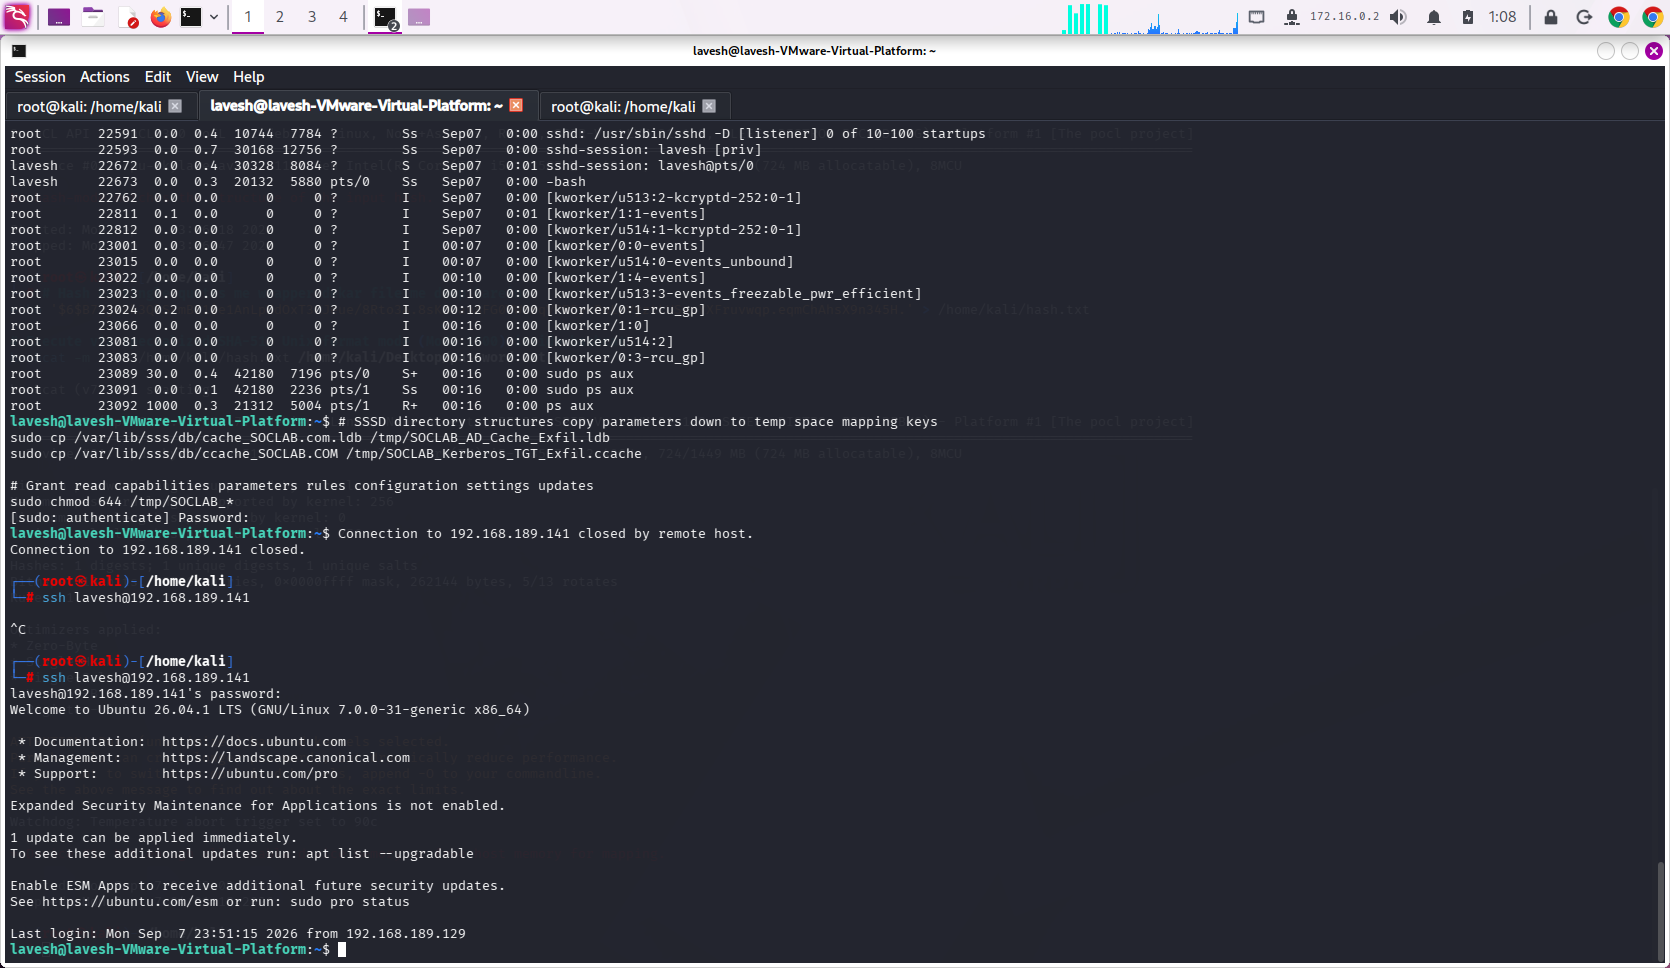 1 2 3 4 2 172.16.0.2 1:08
lavesh@lavesh-VMware-Virtual-Platform: ~
Session Actions Edit View Help
root@kali: /home/kali lavesh@lavesh-VMware-Virtual-Platform: ~ root@kali: /home/kali
root 22591 0.0 0.4 10744 7784 ? Ss Sep07 0:00 sshd: /usr/sbin/sshd -D [listener] 0 of 10-100 startups
root 22593 0.0 0.7 30168 12756 ? Ss Sep07 0:00 sshd-session: lavesh [priv]
lavesh 22672 0.0 0.4 30328 8084 ? S Sep07 0:01 sshd-session: lavesh@pts/0
lavesh 22673 0.0 0.3 20132 5880 pts/0 Ss Sep07 0:00 -bash
root 22762 0.0 0.0 0 0 ? I Sep07 0:00 [kworker/u513:2-kcryptd-252:0-1]
root 22811 0.1 0.0 0 0 ? I Sep07 0:01 [kworker/1:1-events]
root 22812 0.0 0.0 0 0 ? I Sep07 0:00 [kworker/u514:1-kcryptd-252:0-1]
root 23001 0.0 0.0 0 0 ? I 00:07 0:00 [kworker/0:0-events]
root 23015 0.0 0.0 0 0 ? I 00:07 0:00 [kworker/u514:0-events_unbound]
root 23022 0.0 0.0 0 0 ? I 00:10 0:00 [kworker/1:4-events]
root 23023 0.0 0.0 0 0 ? I 00:10 0:00 [kworker/u513:3-events_freezable_pwr_efficient]
root 23024 0.2 0.0 0 0 ? I 00:12 0:00 [kworker/0:1-rcu_gp]
root 23066 0.0 0.0 0 0 ? I 00:16 0:00 [kworker/1:0]
root 23081 0.0 0.0 0 0 ? I 00:16 0:00 [kworker/u514:2]
root 23083 0.0 0.0 0 0 ? I 00:16 0:00 [kworker/0:3-rcu_gp]
root 23089 30.0 0.4 42180 7196 pts/0 S+ 00:16 0:00 sudo ps aux
root 23091 0.0 0.1 42180 2236 pts/1 Ss 00:16 0:00 sudo ps aux
root 23092 1000 0.3 21312 5004 pts/1 R+ 00:16 0:00 ps aux
lavesh@lavesh-VMware-Virtual-Platform:~$ # SSSD directory structures copy parameters down to temp space mapping keys
sudo cp /var/lib/sss/db/cache_SOCLAB.com.ldb /tmp/SOCLAB_AD_Cache_Exfil.ldb
sudo cp /var/lib/sss/db/ccache_SOCLAB.COM /tmp/SOCLAB_Kerberos_TGT_Exfil.ccache
# Grant read capabilities parameters rules configuration settings updates
sudo chmod 644 /tmp/SOCLAB_*
[sudo: authenticate] Password:
lavesh@lavesh-VMware-Virtual-Platform:~$ Connection to 192.168.189.141 closed by remote host.
Connection to 192.168.189.141 closed.
┌──(root㉿kali)-[/home/kali]
└─# ssh lavesh@192.168.189.141
^C
┌──(root㉿kali)-[/home/kali]
└─# ssh lavesh@192.168.189.141
lavesh@192.168.189.141's password:
Welcome to Ubuntu 26.04.1 LTS (GNU/Linux 7.0.0-31-generic x86_64)
* Documentation: https://docs.ubuntu.com
* Management: https://landscape.canonical.com
* Support: https://ubuntu.com/pro
Expanded Security Maintenance for Applications is not enabled.
1 update can be applied immediately.
To see these additional updates run: apt list --upgradable
Enable ESM Apps to receive additional future security updates.
See https://ubuntu.com/esm or run: sudo pro status
Last login: Mon Sep 7 23:51:15 2026 from 192.168.189.129
lavesh@lavesh-VMware-Virtual-Platform:~$